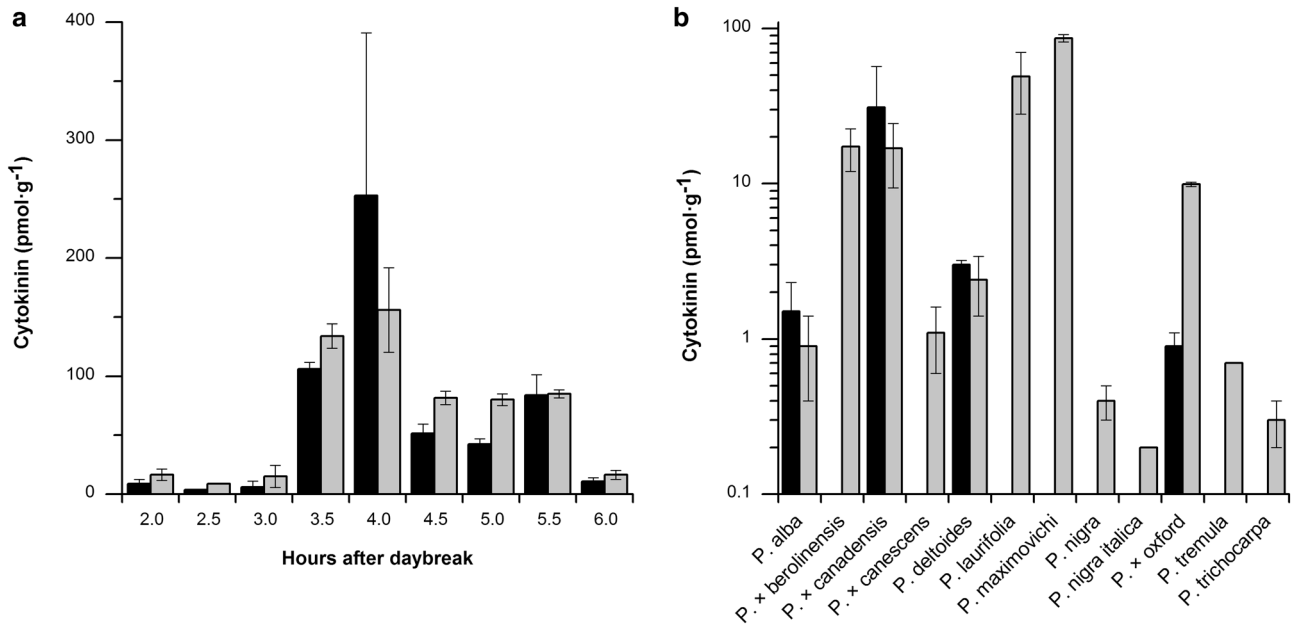 a
Cytokinin (pmol·g⁻¹)
400
300
200
100
0
2.0 2.5 3.0 3.5 4.0 4.5 5.0 5.5 6.0
Hours after daybreak
b
Cytokinin (pmol·g⁻¹)
100
10
1
0.1
P. alba
P. × berolinensis
P. × canadensis
P. × canescens
P. deltoides
P. laurifolia
P. maximovichi
P. nigra
P. nigra italica
P. × oxford
P. tremula
P. trichocarpa